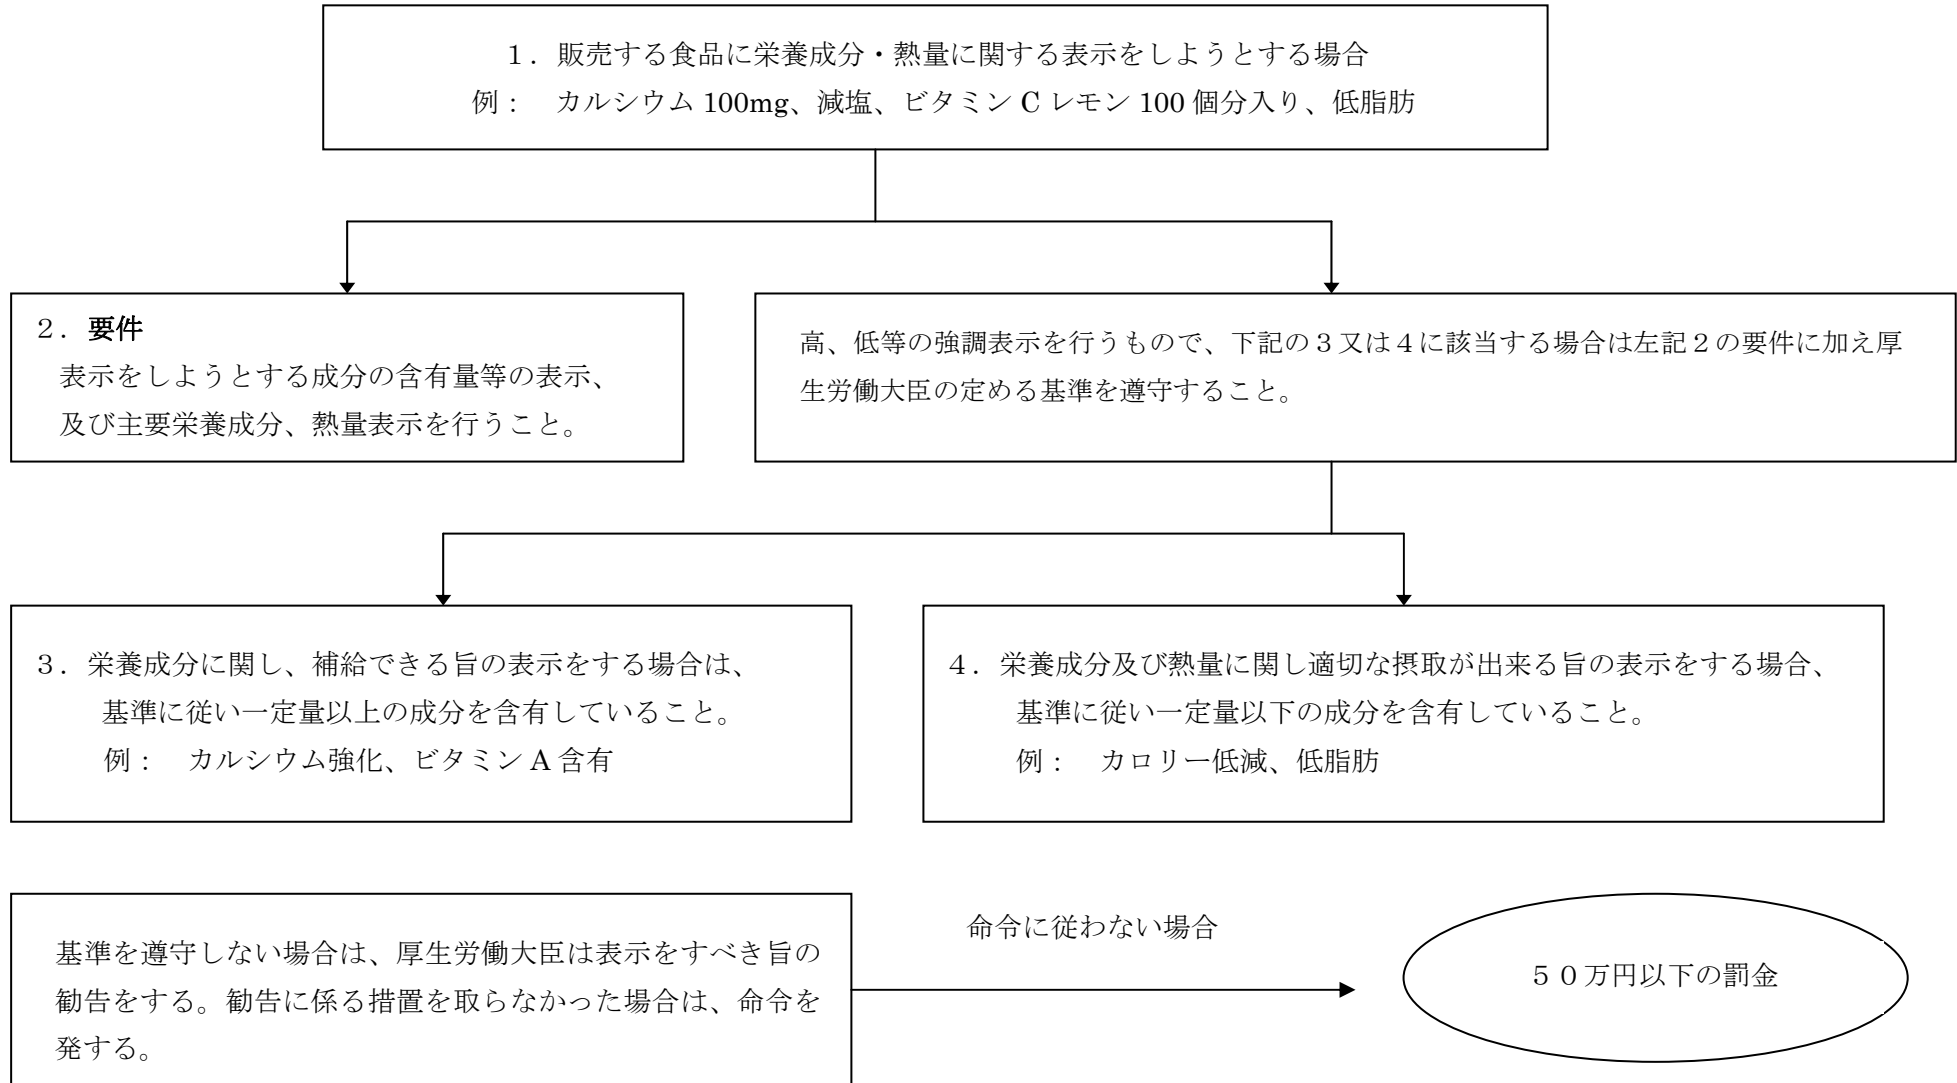 １．販売する食品に栄養成分・熱量に関する表示をしようとする場合
例：　カルシウム 100mg、減塩、ビタミン C レモン 100 個分入り、低脂肪
２．要件
表示をしようとする成分の含有量等の表示、
及び主要栄養成分、熱量表示を行うこと。
高、低等の強調表示を行うもので、下記の３又は４に該当する場合は左記２の要件に加え厚
生労働大臣の定める基準を遵守すること。
３．栄養成分に関し、補給できる旨の表示をする場合は、
基準に従い一定量以上の成分を含有していること。
例：　カルシウム強化、ビタミン A 含有
４．栄養成分及び熱量に関し適切な摂取が出来る旨の表示をする場合、
基準に従い一定量以下の成分を含有していること。
例：　カロリー低減、低脂肪
基準を遵守しない場合は、厚生労働大臣は表示をすべき旨の
勧告をする。勧告に係る措置を取らなかった場合は、命令を
発する。
命令に従わない場合
５０万円以下の罰金